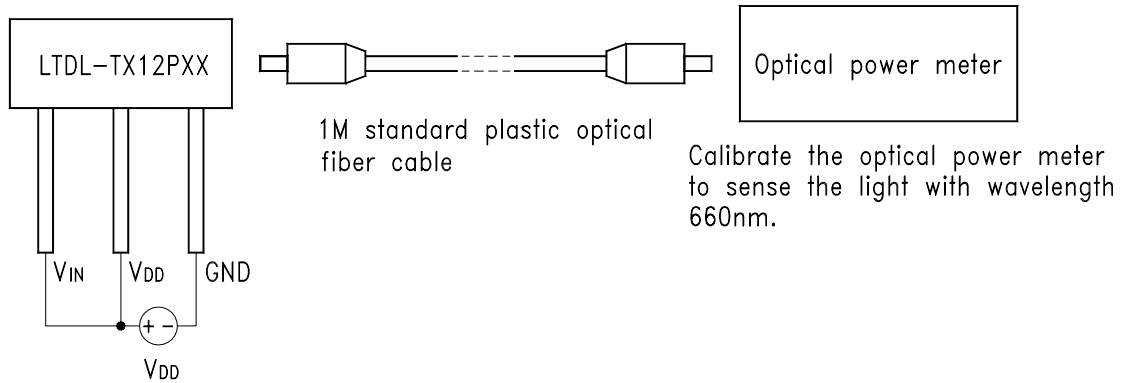 LTDL-TX12PXX
Optical power meter
1M standard plastic optical
fiber cable
Calibrate the optical power meter
to sense the light with wavelength
660nm.
VIN VDD GND
+ -
VDD